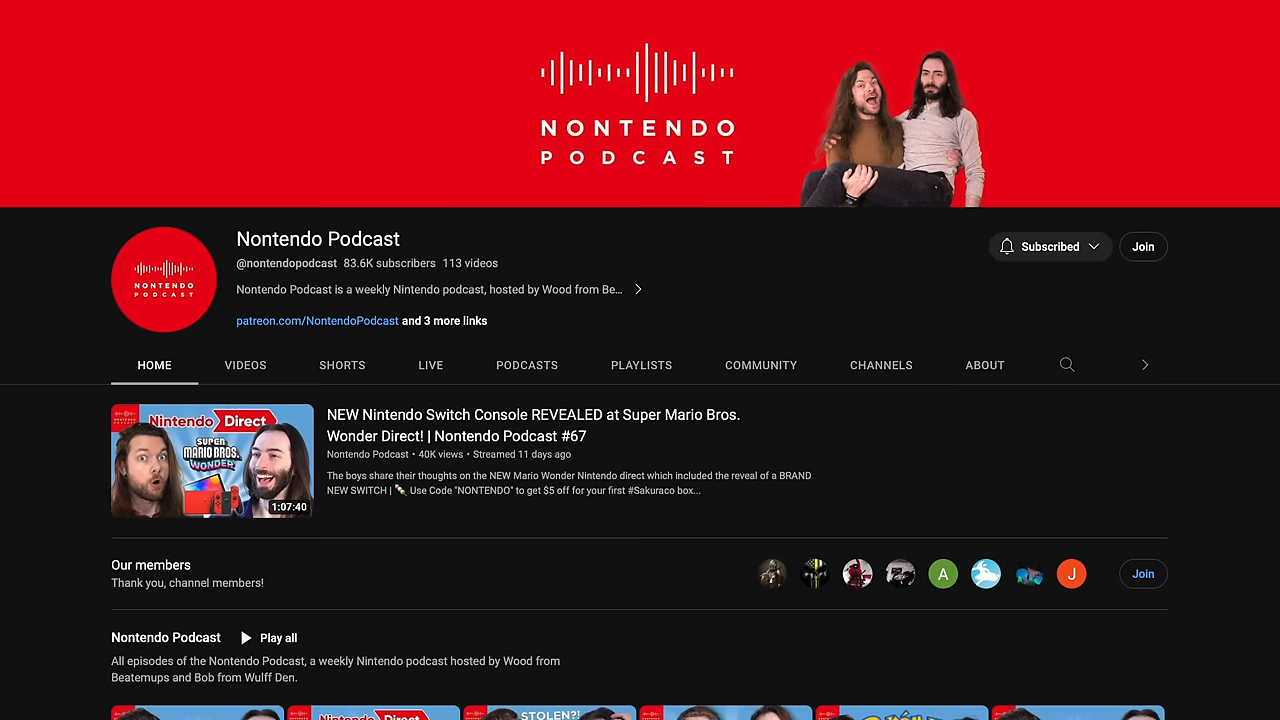 NONTENDO
PODCAST
NONTENDO
PODCAST
Nontendo Podcast
@nontendopodcast 83.6K subscribers 113 videos
Nontendo Podcast is a weekly Nintendo podcast, hosted by Wood from Be...
patreon.com/NontendoPodcast and 3 more links
Subscribed
Join
HOME VIDEOS SHORTS LIVE PODCASTS PLAYLISTS COMMUNITY CHANNELS ABOUT
Nintendo Direct
SUPER
MARIO BROS.
WONDER
1:07:40
NEW Nintendo Switch Console REVEALED at Super Mario Bros.
Wonder Direct! | Nontendo Podcast #67
Nontendo Podcast • 40K views • Streamed 11 days ago
The boys share their thoughts on the NEW Mario Wonder Nintendo direct which included the reveal of a BRAND
NEW SWITCH | 🍡 Use Code "NONTENDO" to get $5 off for your first #Sakuraco box...
Our members
Thank you, channel members!
A
J
Join
Nontendo Podcast Play all
All episodes of the Nontendo Podcast, a weekly Nintendo podcast hosted by Wood from
Beatemups and Bob from Wulff Den.
Nintendo Direct
STOLEN?!